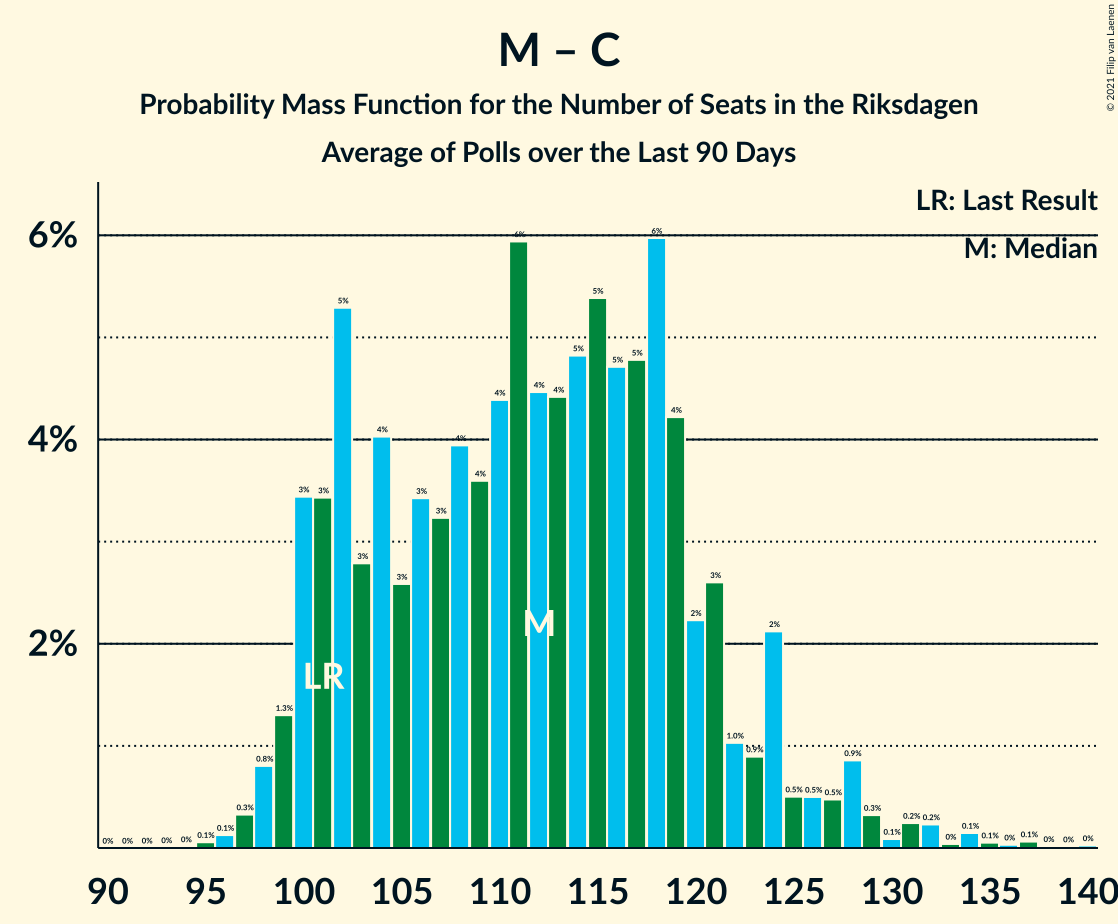 M – C
Probability Mass Function for the Number of Seats in the Riksdagen
Average of Polls over the Last 90 Days
© 2021 Filip van Laenen
LR: Last Result
M: Median
6%
4%
2%
0% 0% 0% 0% 0% 0.1% 0.1% 0.3% 0.8% 1.3% 3% 3% 5% 3% 4% 3% 3% 3% 4% 4% 4% 6% 4% 4% 5% 5% 5% 5% 6% 4% 2% 3% 1.0% 0.9% 2% 0.5% 0.5% 0.5% 0.9% 0.3% 0.1% 0.2% 0.2% 0% 0.1% 0.1% 0% 0.1% 0% 0% 0%
M
LR
90 95 100 105 110 115 120 125 130 135 140